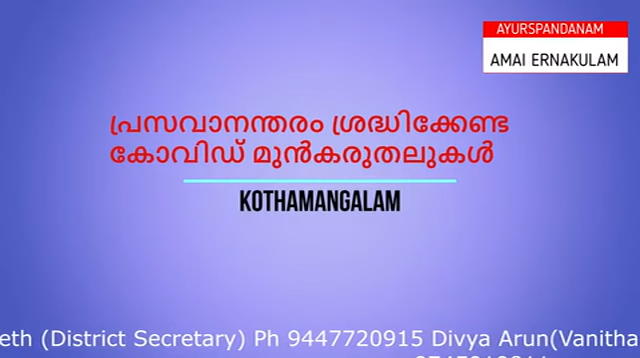 AYURSPANDANAM
AMAI ERNAKULAM
പ്രസവാനന്തരം ശ്രദ്ധിക്കേണ്ട
കോവിഡ് മുൻകരുതലുകൾ
KOTHAMANGALAM
eth (District Secretary) Ph 9447720915 Divya Arun(Vanitha